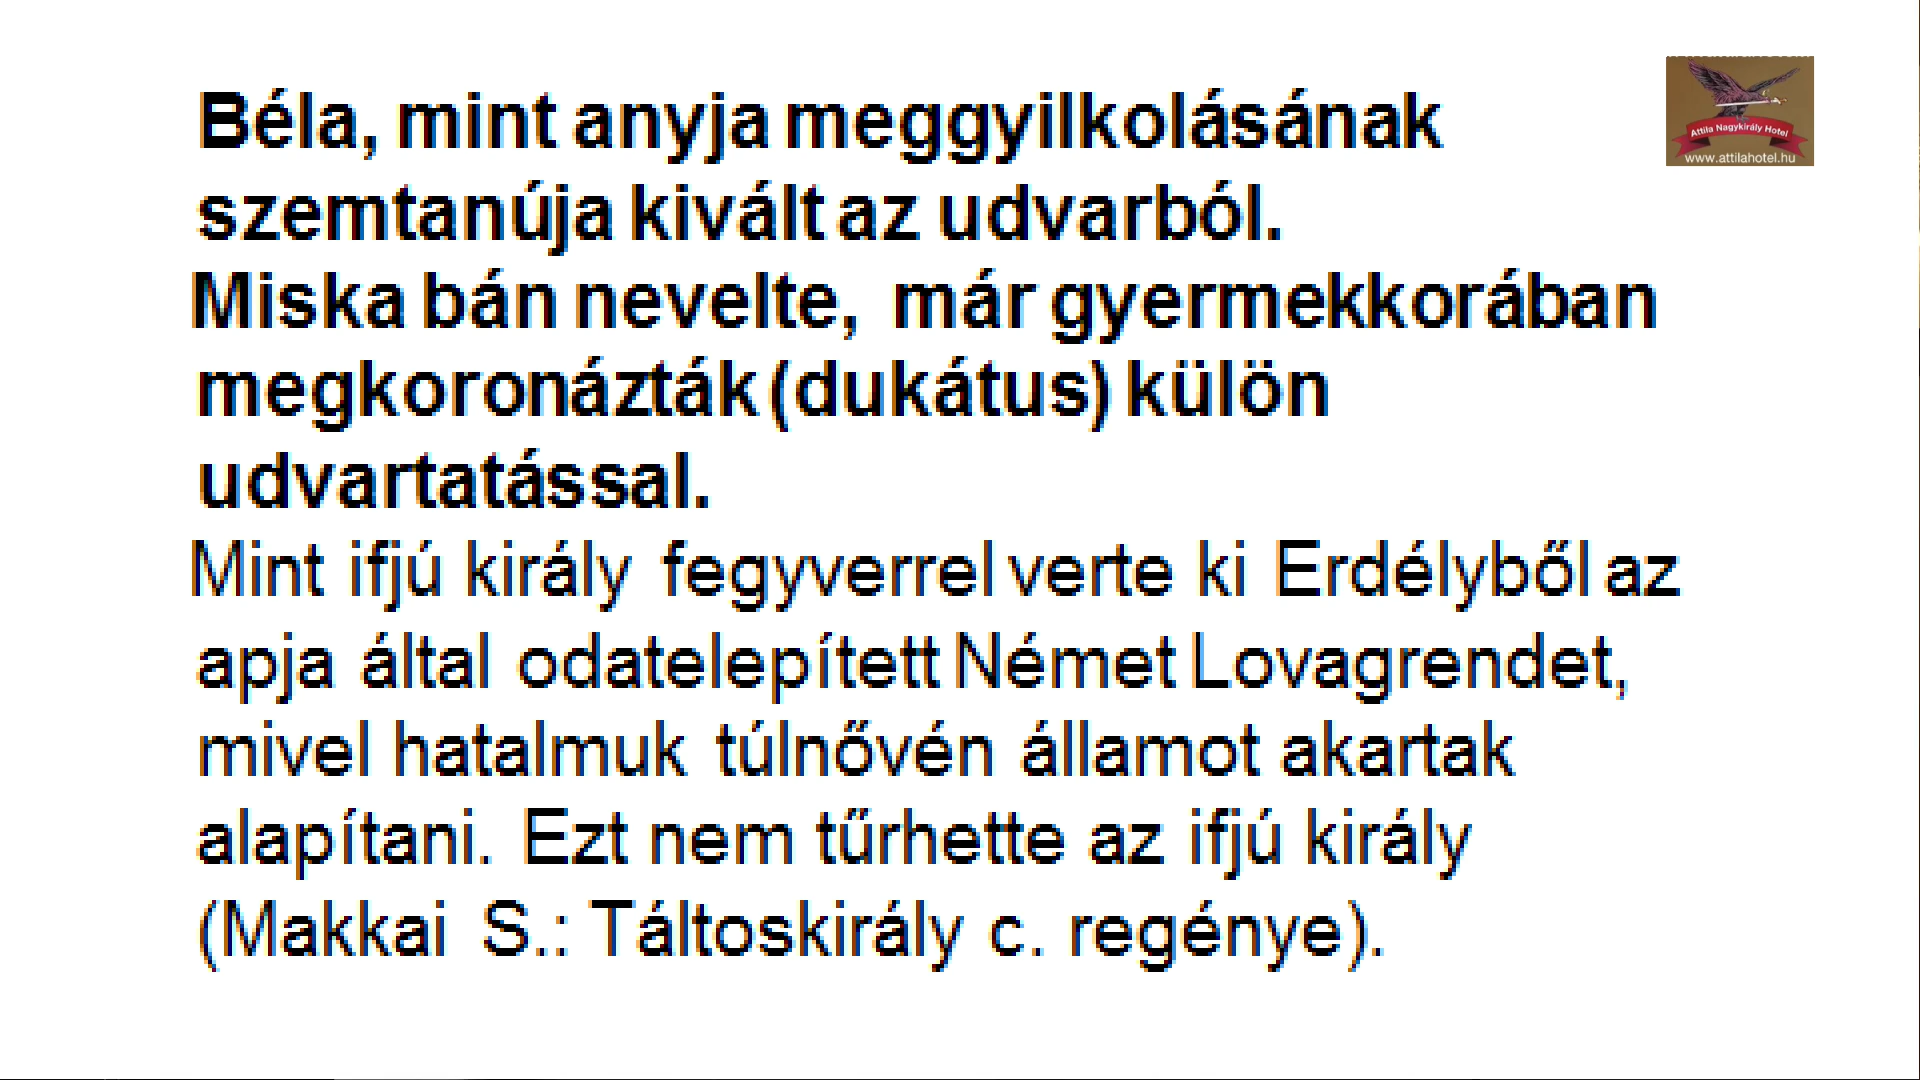 Béla, mint anyja meggyilkolásának
szemtanúja kivált az udvarból.
Miska bán nevelte, már gyermekkorában
megkoronázták (dukátus) külön
udvartatással.
Mint ifjú király fegyverrel verte ki Erdélyből az
apja által odatelepített Német Lovagrendet,
mivel hatalmuk túlnővén államot akartak
alapítani. Ezt nem tűrhette az ifjú király
(Makkai S.: Táltoskirály c. regénye).
Attila Nagykirály Hotel
www.attilahotel.hu